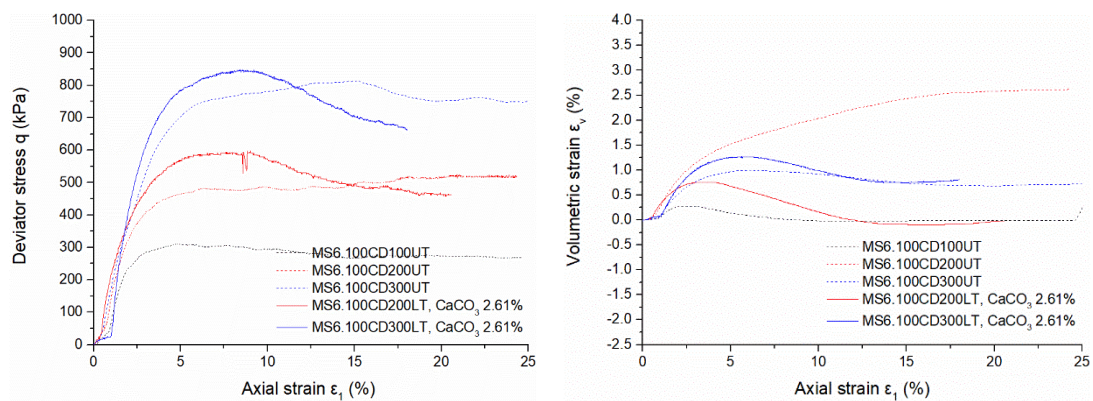 1000
900
800
700
600
500
400
300
200
100
0
Deviator stress q (kPa)
0 5 10 15 20 25
Axial strain ε1 (%)
MS6.100CD100UT
MS6.100CD200UT
MS6.100CD300UT
MS6.100CD200LT, CaCO3 2.61%
MS6.100CD300LT, CaCO3 2.61%
4.0
3.5
3.0
2.5
2.0
1.5
1.0
0.5
0.0
-0.5
-1.0
-1.5
-2.0
-2.5
Volumetric strain εv (%)
0 5 10 15 20 25
Axial strain ε1 (%)
MS6.100CD100UT
MS6.100CD200UT
MS6.100CD300UT
MS6.100CD200LT, CaCO3 2.61%
MS6.100CD300LT, CaCO3 2.61%